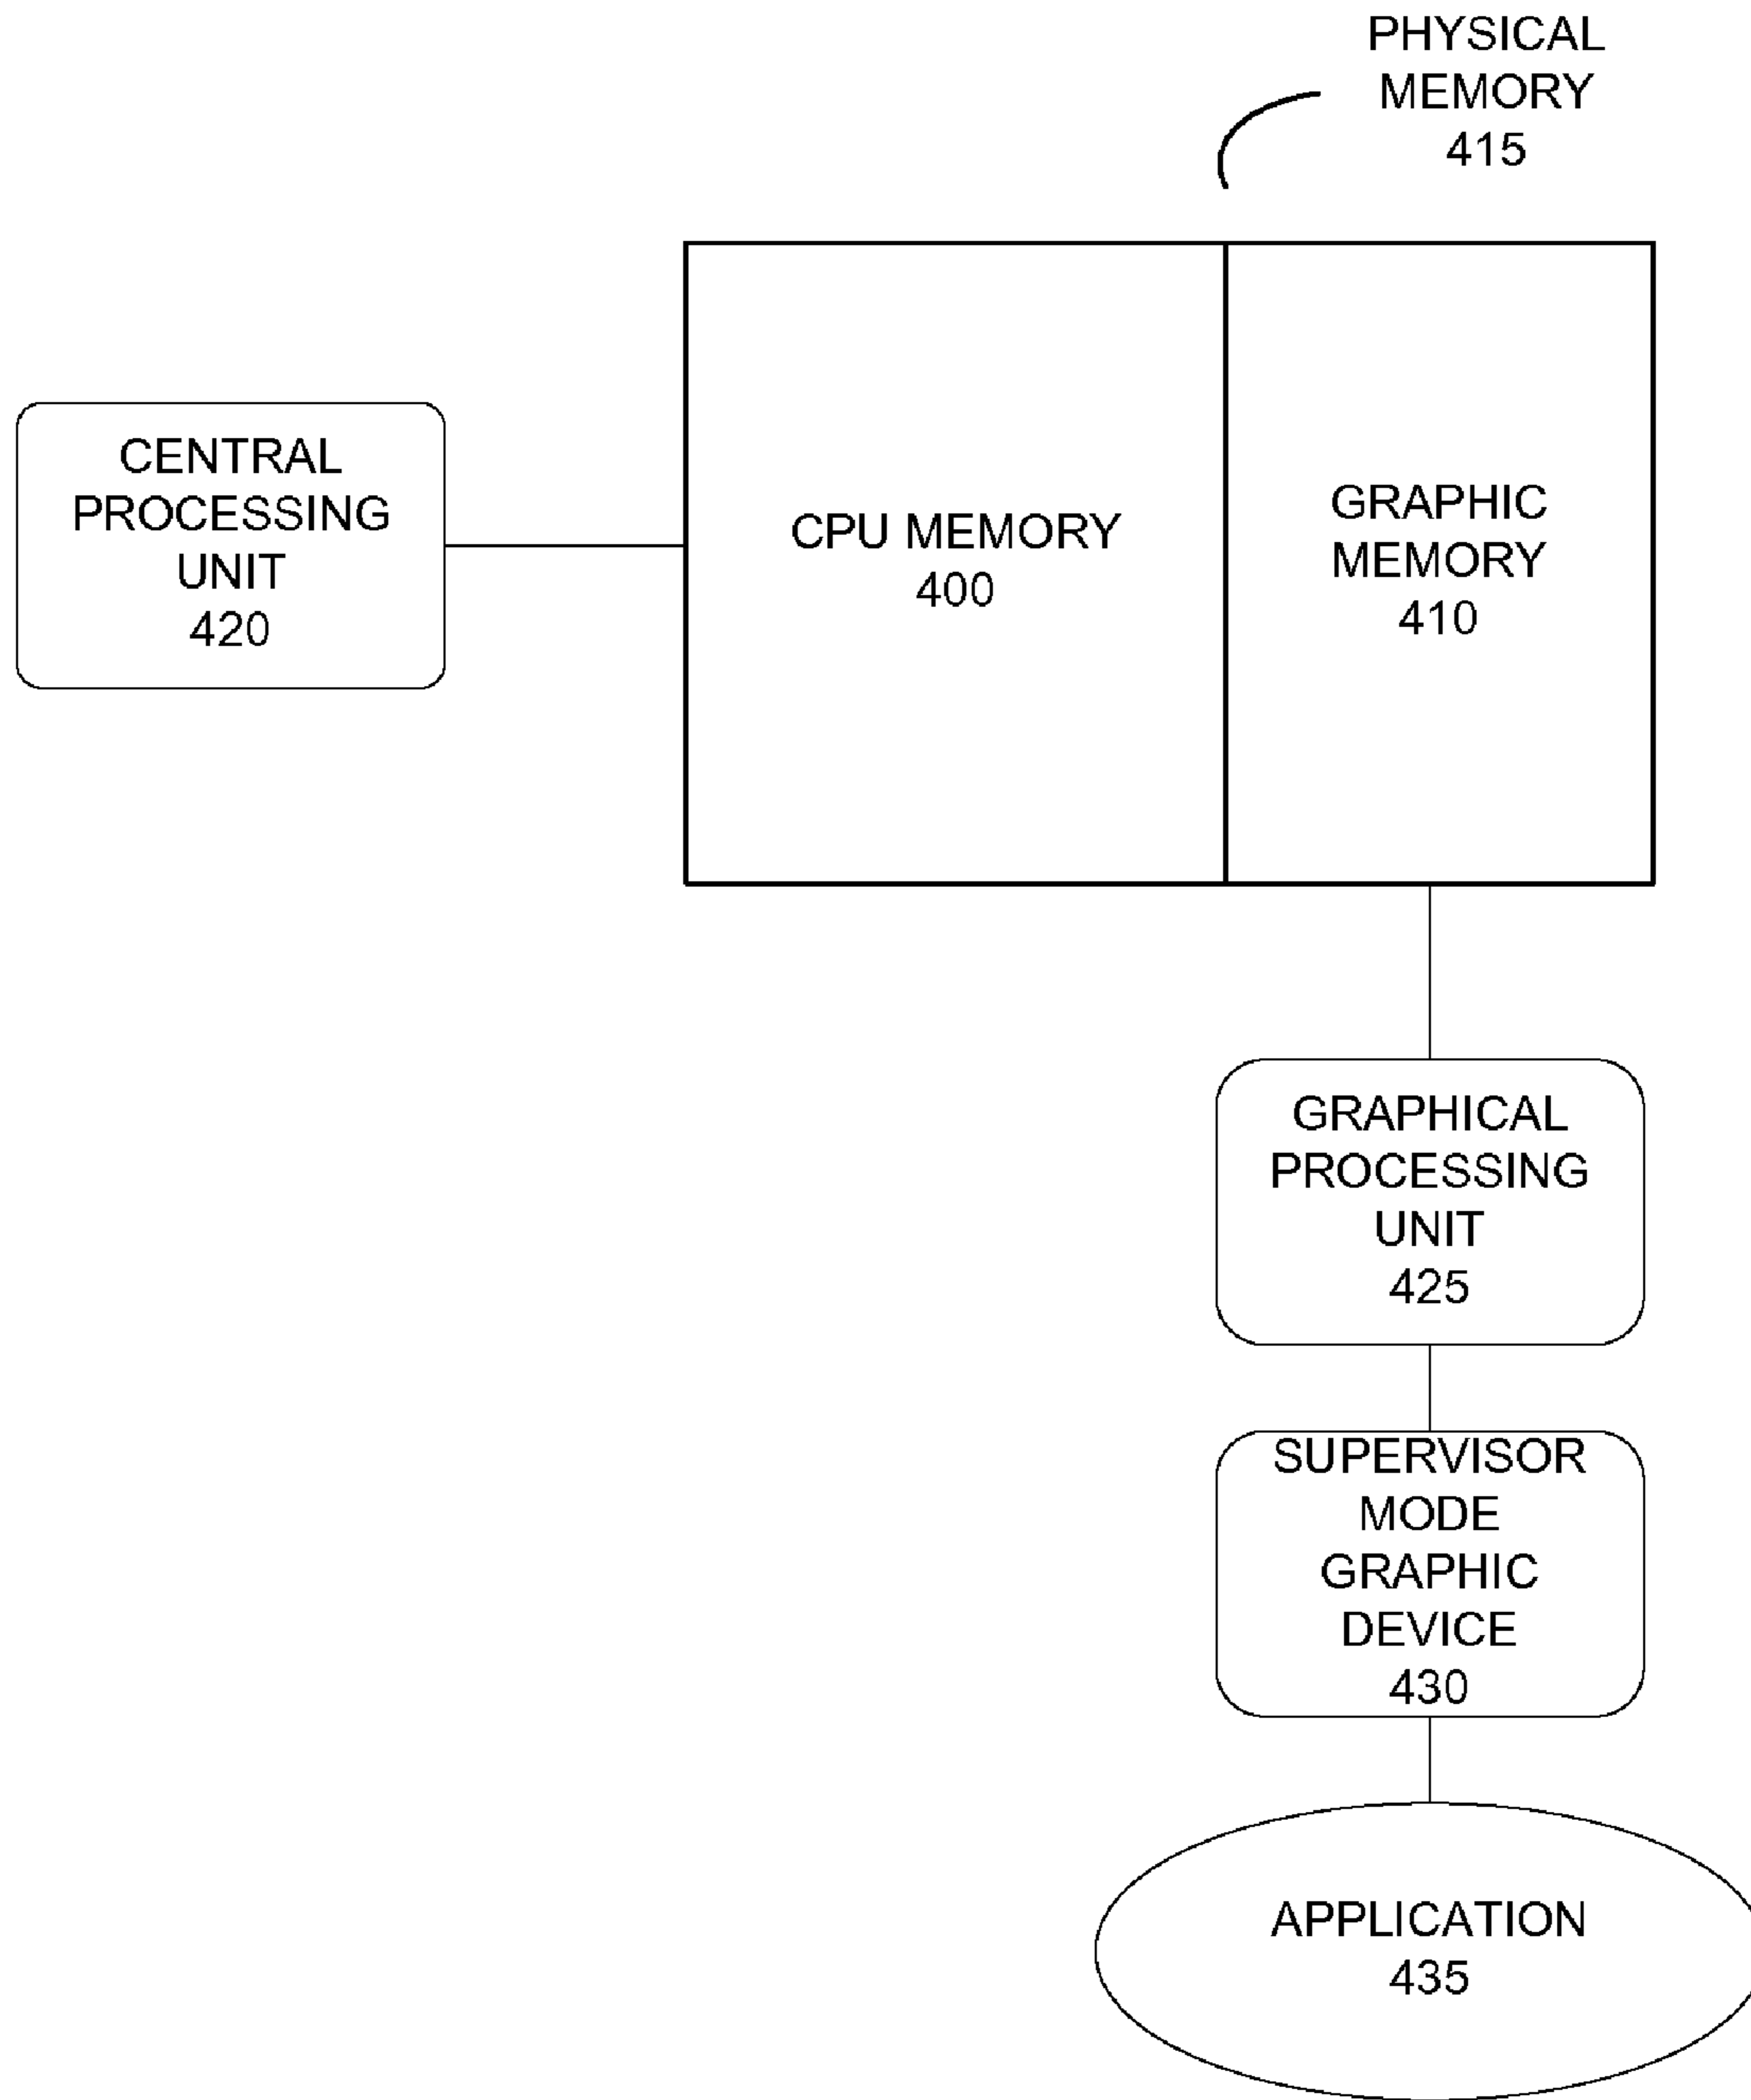 PHYSICAL
MEMORY
415
CENTRAL
PROCESSING
UNIT
420
CPU MEMORY
400
GRAPHIC
MEMORY
410
GRAPHICAL
PROCESSING
UNIT
425
SUPERVISOR
MODE
GRAPHIC
DEVICE
430
APPLICATION
435